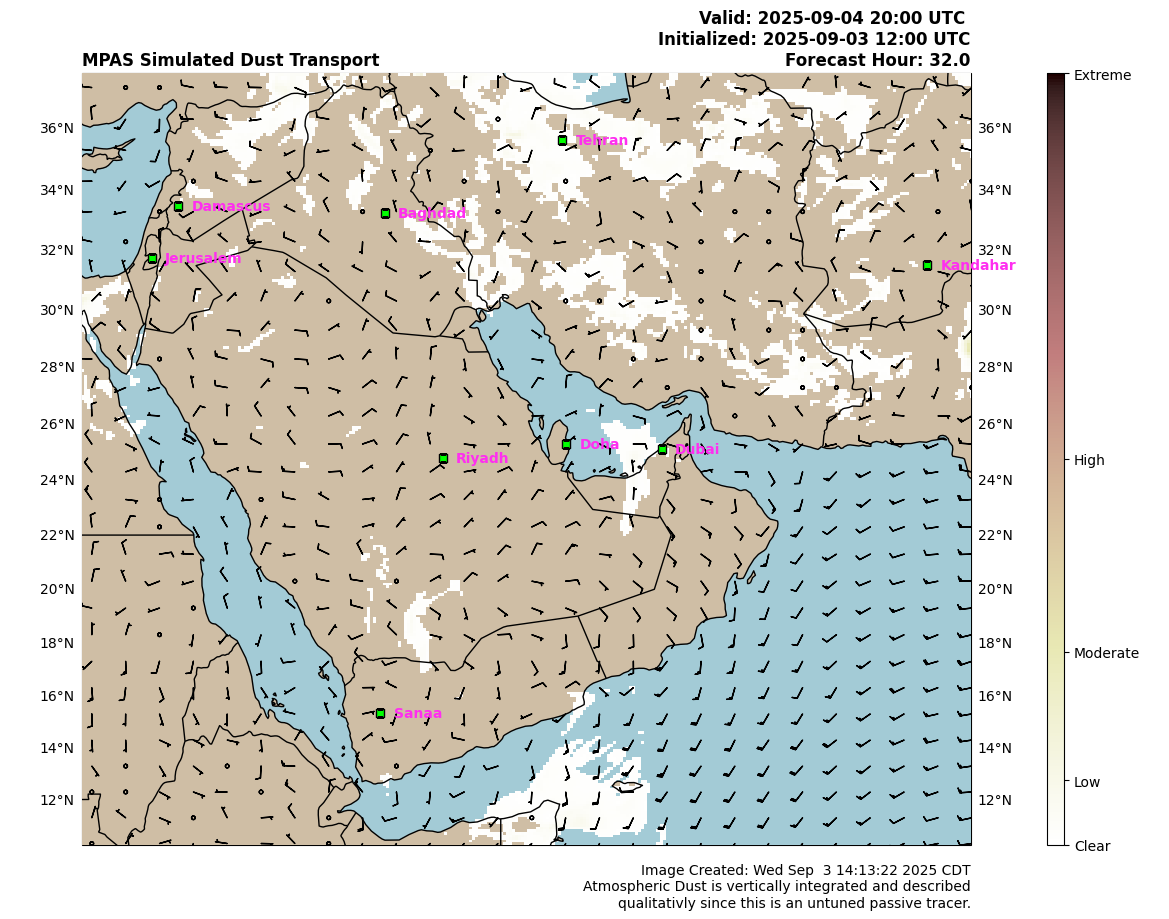 Valid: 2025-09-04 20:00 UTC
Initialized: 2025-09-03 12:00 UTC
MPAS Simulated Dust Transport Forecast Hour: 32.0
Extreme
36°N 36°N
Tehran
34°N 34°N
Damascus
Baghdad
32°N 32°N
Jerusalem
Kandahar
30°N 30°N
28°N 28°N
26°N 26°N
Doha
Dubai
Riyadh
High
24°N 24°N
22°N 22°N
20°N 20°N
18°N 18°N
Moderate
16°N 16°N
Sanaa
14°N 14°N
Low
12°N 12°N
Clear
Image Created: Wed Sep  3 14:13:22 2025 CDT
Atmospheric Dust is vertically integrated and described
qualitativly since this is an untuned passive tracer.